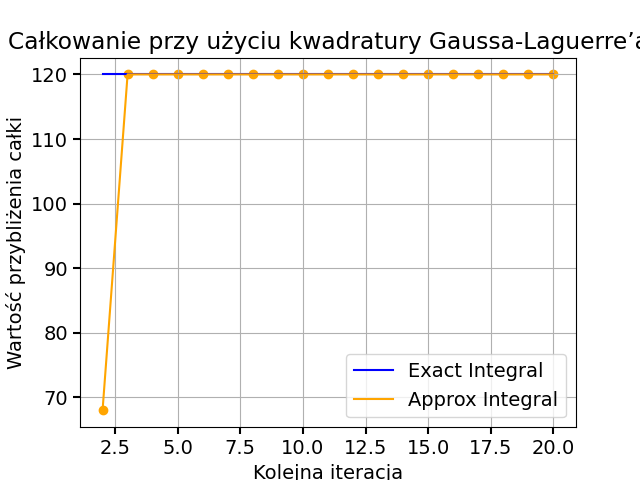 Całkowanie przy użyciu kwadratury Gaussa-Laguerre’a
Wartość przybliżenia całki
120
110
100
90
80
70
Exact Integral
Approx Integral
2.5 5.0 7.5 10.0 12.5 15.0 17.5 20.0
Kolejna iteracja